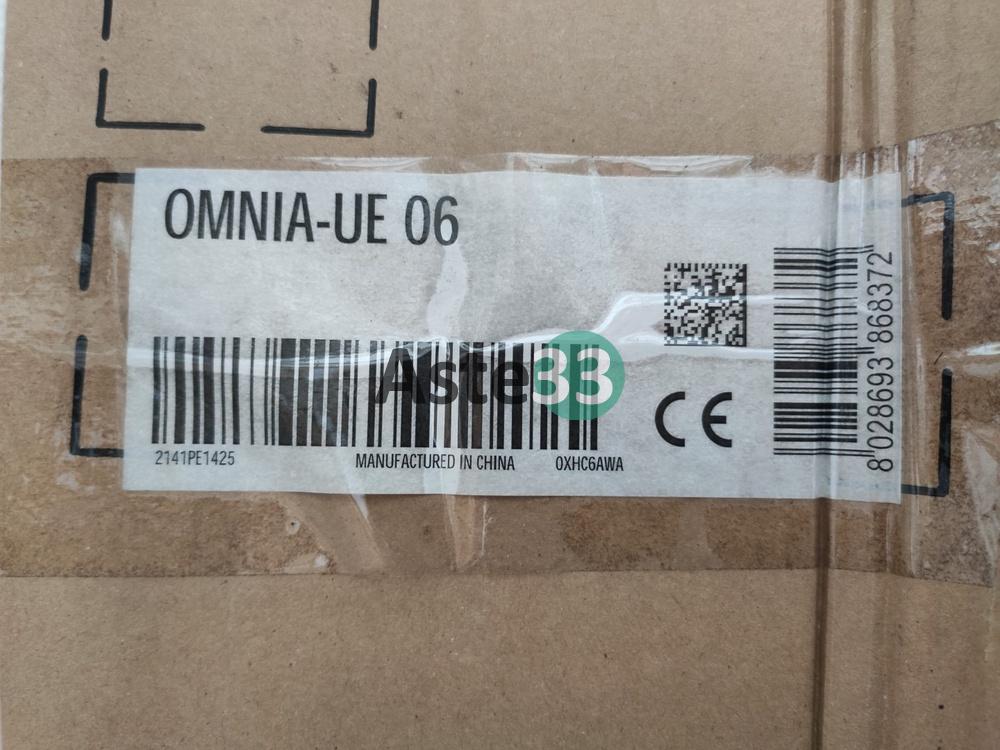 OMNIA-UE 06
Aste33
CE
2141PE1425
MANUFACTURED IN CHINA
0XHC6AWA
8 028693 868372